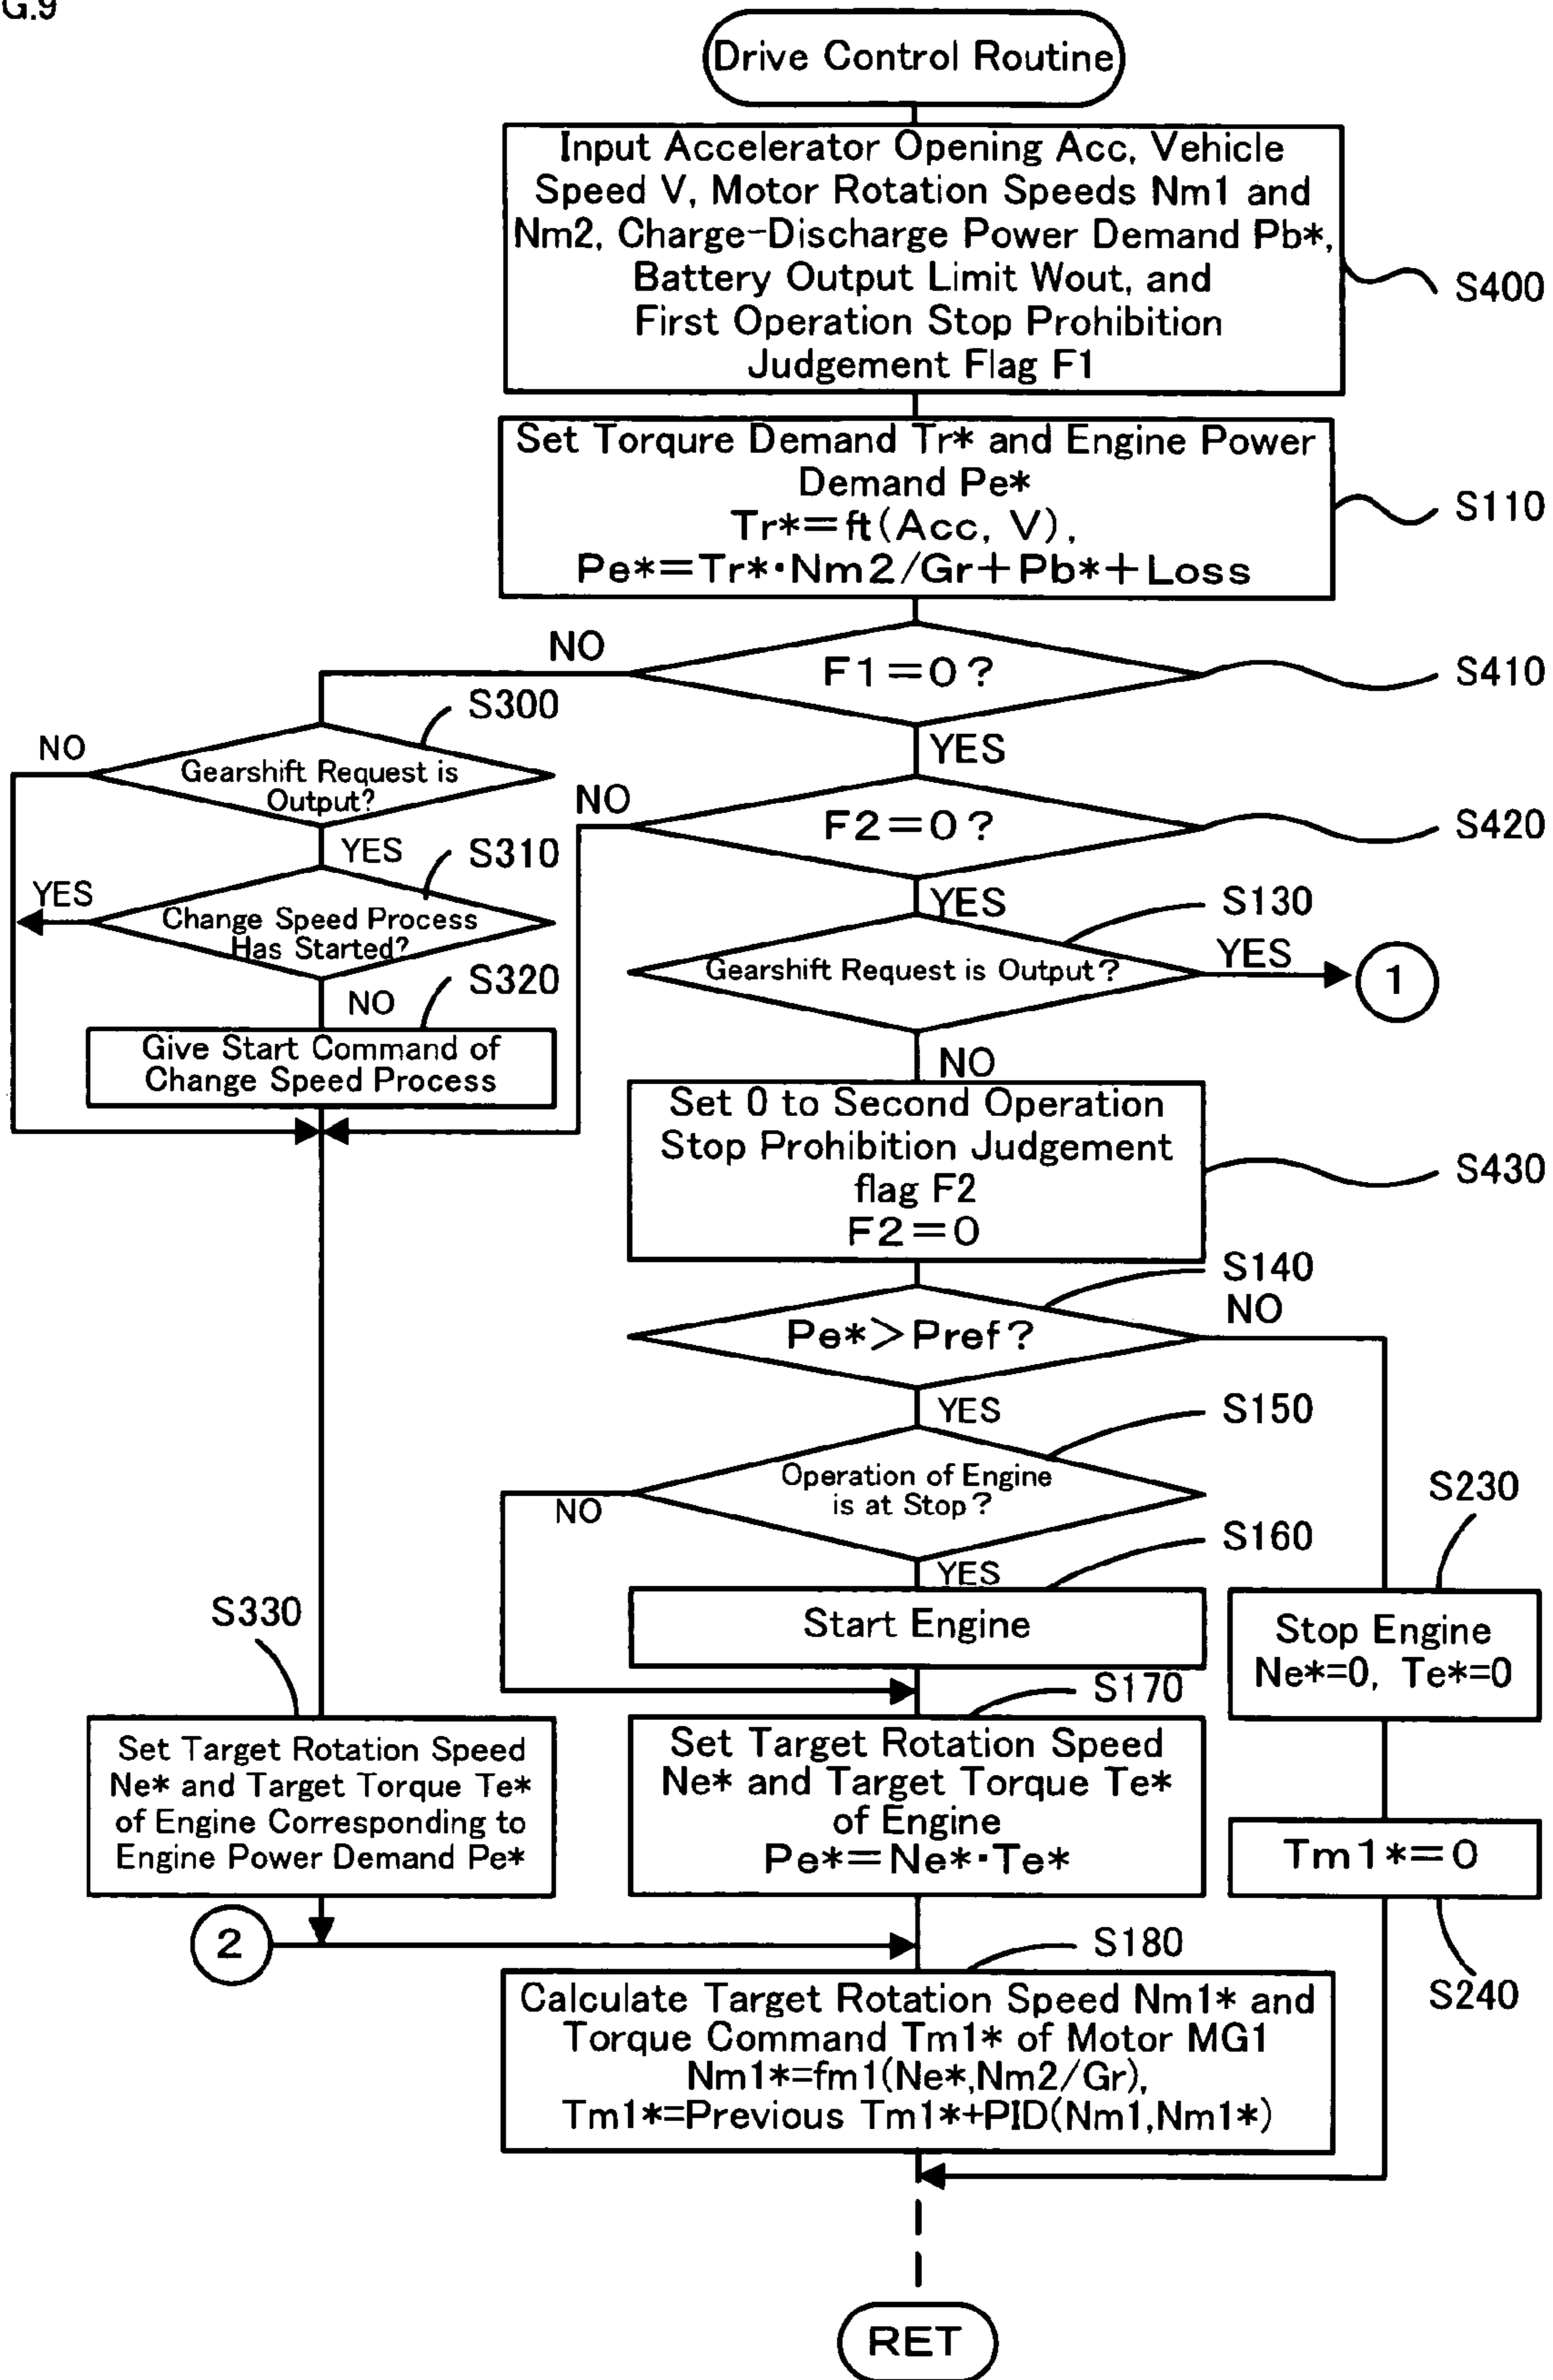 G.9
Drive Control Routine
Input Accelerator Opening Acc, Vehicle
Speed V, Motor Rotation Speeds Nm1 and
Nm2, Charge-Discharge Power Demand Pb*,
Battery Output Limit Wout, and
First Operation Stop Prohibition
Judgement Flag F1
S400
Set Torqure Demand Tr* and Engine Power
Demand Pe*
Tr*=ft(Acc, V),
Pe*=Tr*·Nm2/Gr+Pb*+Loss
S110
NO
F1=0?
S410
S300
YES
NO
Gearshift Request is
Output?
NO
F2=0?
S420
YES
S310
YES
Change Speed Process
Has Started?
YES
S130
Gearshift Request is Output?
YES
1
S320
NO
Give Start Command of
Change Speed Process
NO
Set 0 to Second Operation
Stop Prohibition Judgement
flag F2
F2=0
S430
S140
NO
Pe*>Pref?
YES
S150
Operation of Engine
is at Stop?
NO
S230
S160
YES
Start Engine
Stop Engine
Ne*=0, Te*=0
S330
S170
Set Target Rotation Speed
Ne* and Target Torque Te*
of Engine Corresponding to
Engine Power Demand Pe*
Set Target Rotation Speed
Ne* and Target Torque Te*
of Engine
Pe*=Ne*·Te*
Tm1*=0
2
S180
S240
Calculate Target Rotation Speed Nm1* and
Torque Command Tm1* of Motor MG1
Nm1*=fm1(Ne*,Nm2/Gr),
Tm1*=Previous Tm1*+PID(Nm1,Nm1*)
RET